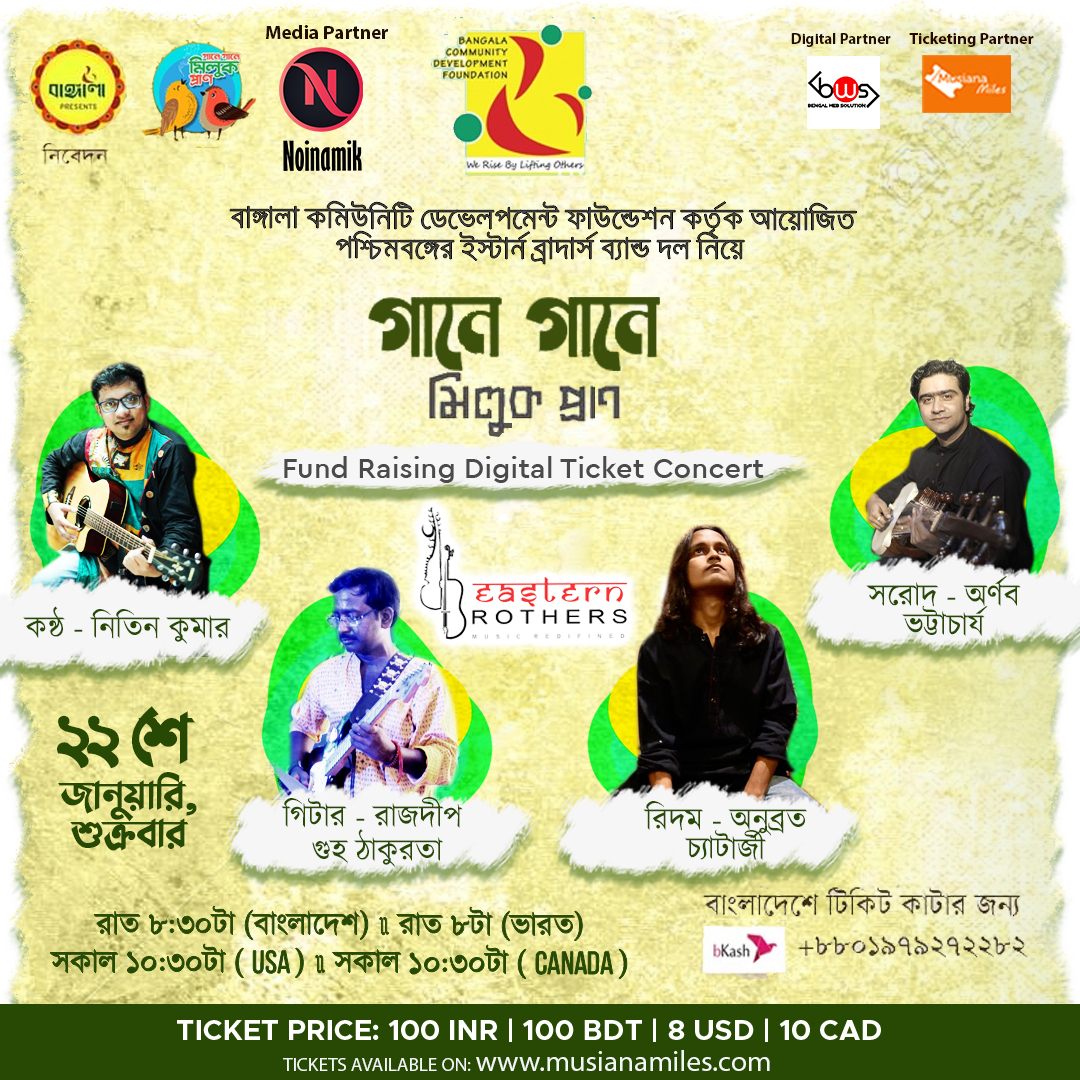 Media Partner
Digital Partner
Ticketing Partner
বাঙ্গালা
PRESENTS
নিবেদন
গানে গানে
মিলুক
প্রাণ
N
Noinamik
BANGALA
COMMUNITY
DEVELOPMENT
FOUNDATION
We Rise By Lifting Others
bws
BENGAL WEB SOLUTION
Musiana
Miles
বাঙ্গালা কমিউনিটি ডেভেলপমেন্ট ফাউন্ডেশন কর্তৃক আয়োজিত
পশ্চিমবঙ্গের ইস্টার্ন ব্রাদার্স ব্যান্ড দল নিয়ে
গানে গানে
মিলুক প্রাণ
Fund Raising Digital Ticket Concert
eastern
BROTHERS
MUSIC REDIFINED
কন্ঠ - নিতিন কুমার
সরোদ - অর্ণব
ভট্টাচার্য
গিটার - রাজদীপ
গুহ ঠাকুরতা
রিদম - অনুব্রত
চ্যাটার্জী
২২ শে
জানুয়ারি,
শুক্রবার
রাত ৮:৩০টা (বাংলাদেশ) ॥ রাত ৮টা (ভারত)
সকাল ১০:৩০টা ( USA ) ॥ সকাল ১০:৩০টা ( CANADA )
বাংলাদেশে টিকিট কাটার জন্য
bKash
+৮৮০১৯৭৯২৭২২৮২
TICKET PRICE: 100 INR | 100 BDT | 8 USD | 10 CAD
TICKETS AVAILABLE ON: www.musianamiles.com